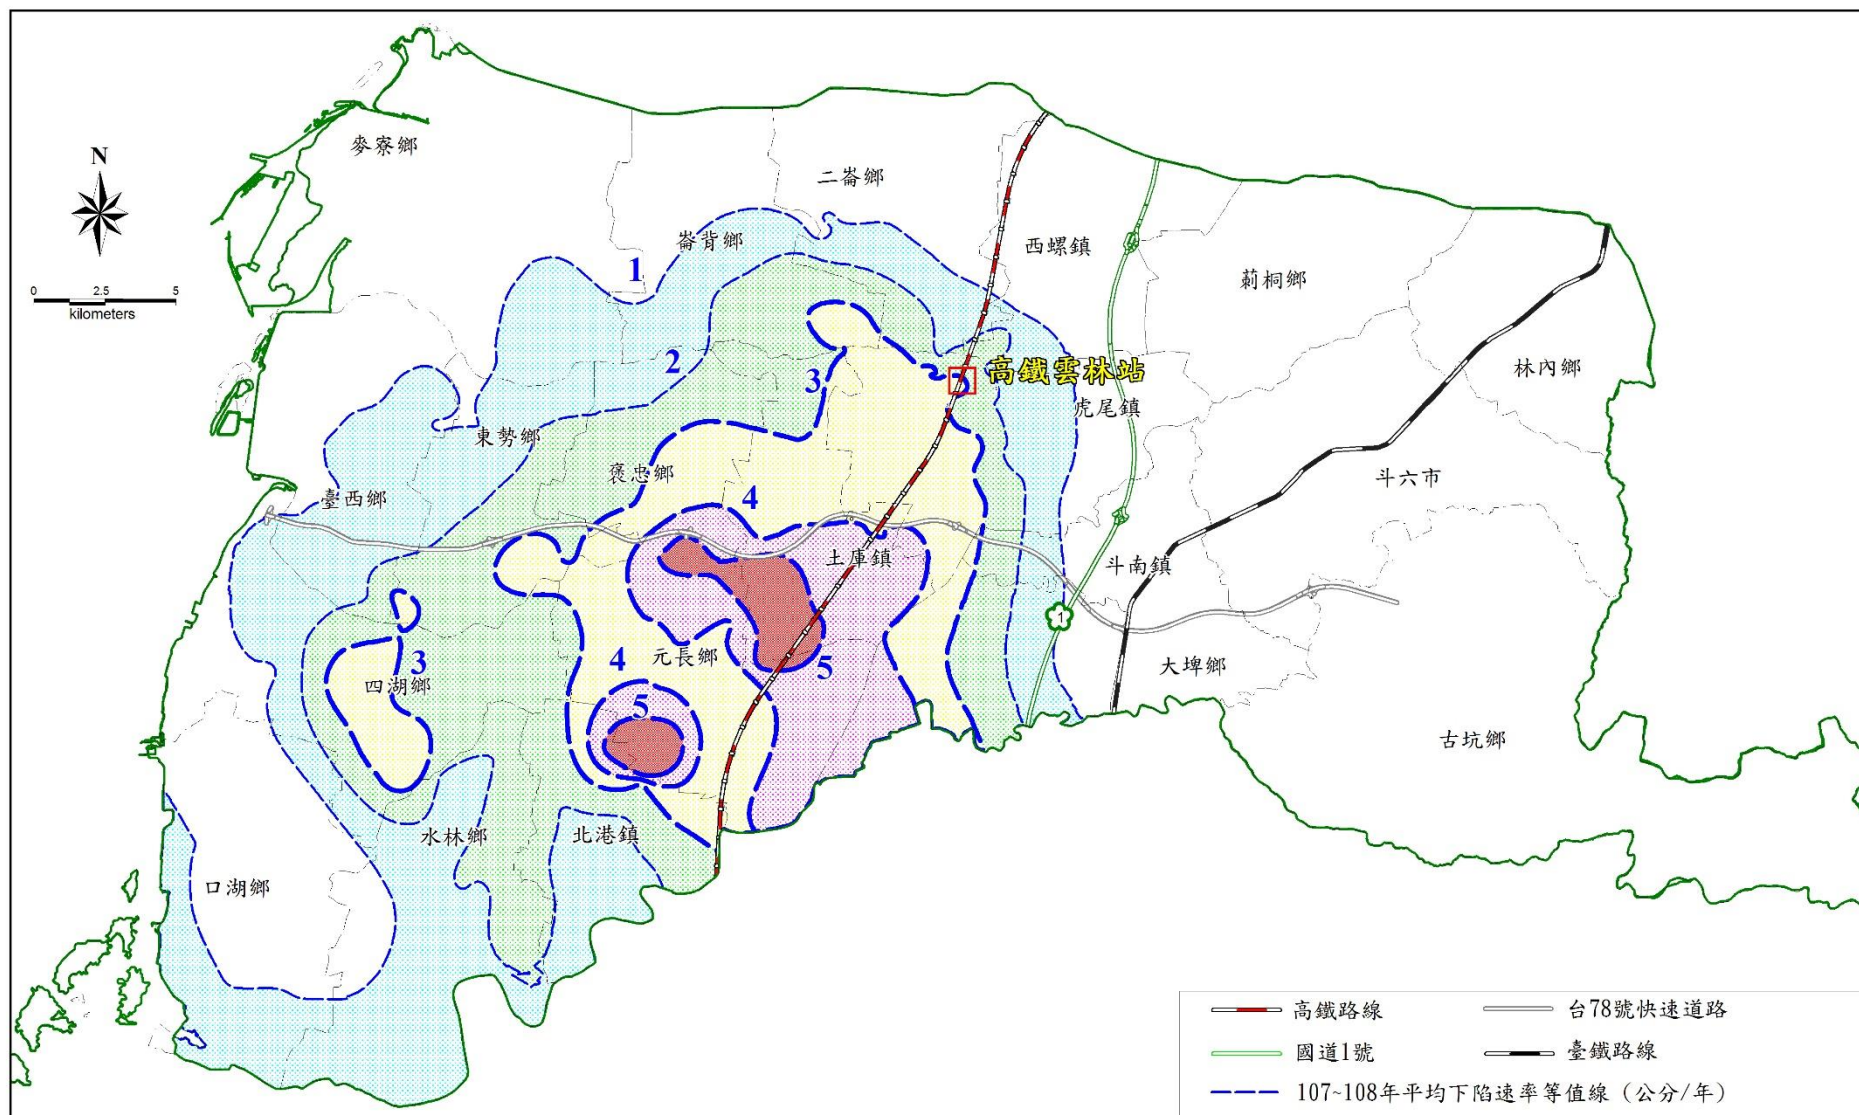 麥寮鄉
二崙鄉
N
崙背鄉
西螺鎮
莿桐鄉
1
0 2.5 5
kilometers
2
3
高鐵雲林站
林內鄉
虎尾鎮
東勢鄉
褒忠鄉
斗六市
臺西鄉
4
土庫鎮
斗南鎮
1
元長鄉
4
5
3
四湖鄉
大埤鄉
5
古坑鄉
水林鄉
北港鎮
口湖鄉
高鐵路線
台78號快速道路
國道1號
臺鐵路線
107~108年平均下陷速率等值線 (公分/年)